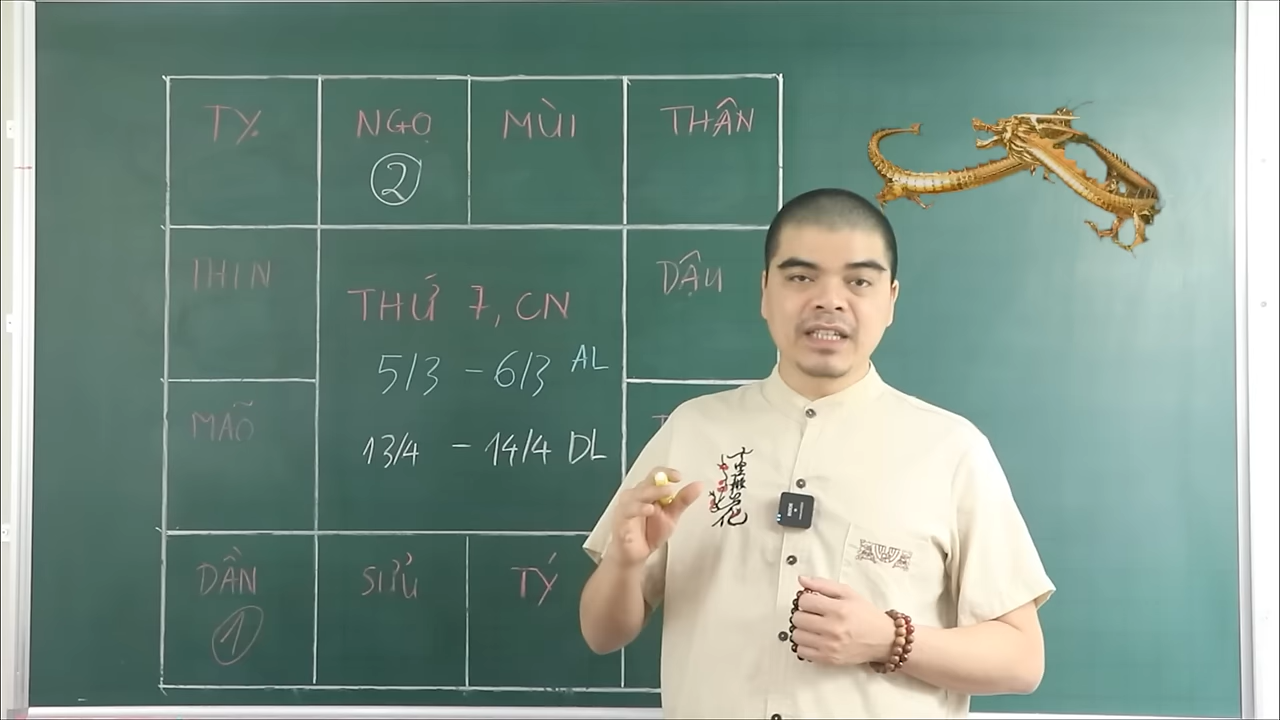 TỴ
NGỌ
MÙI
THÂN
2
THÌN
DẬU
THỨ 7, CN
5/3 - 6/3 AL
MÃO
13/4 - 14/4 DL
DẦN
SỬU
TÝ
1